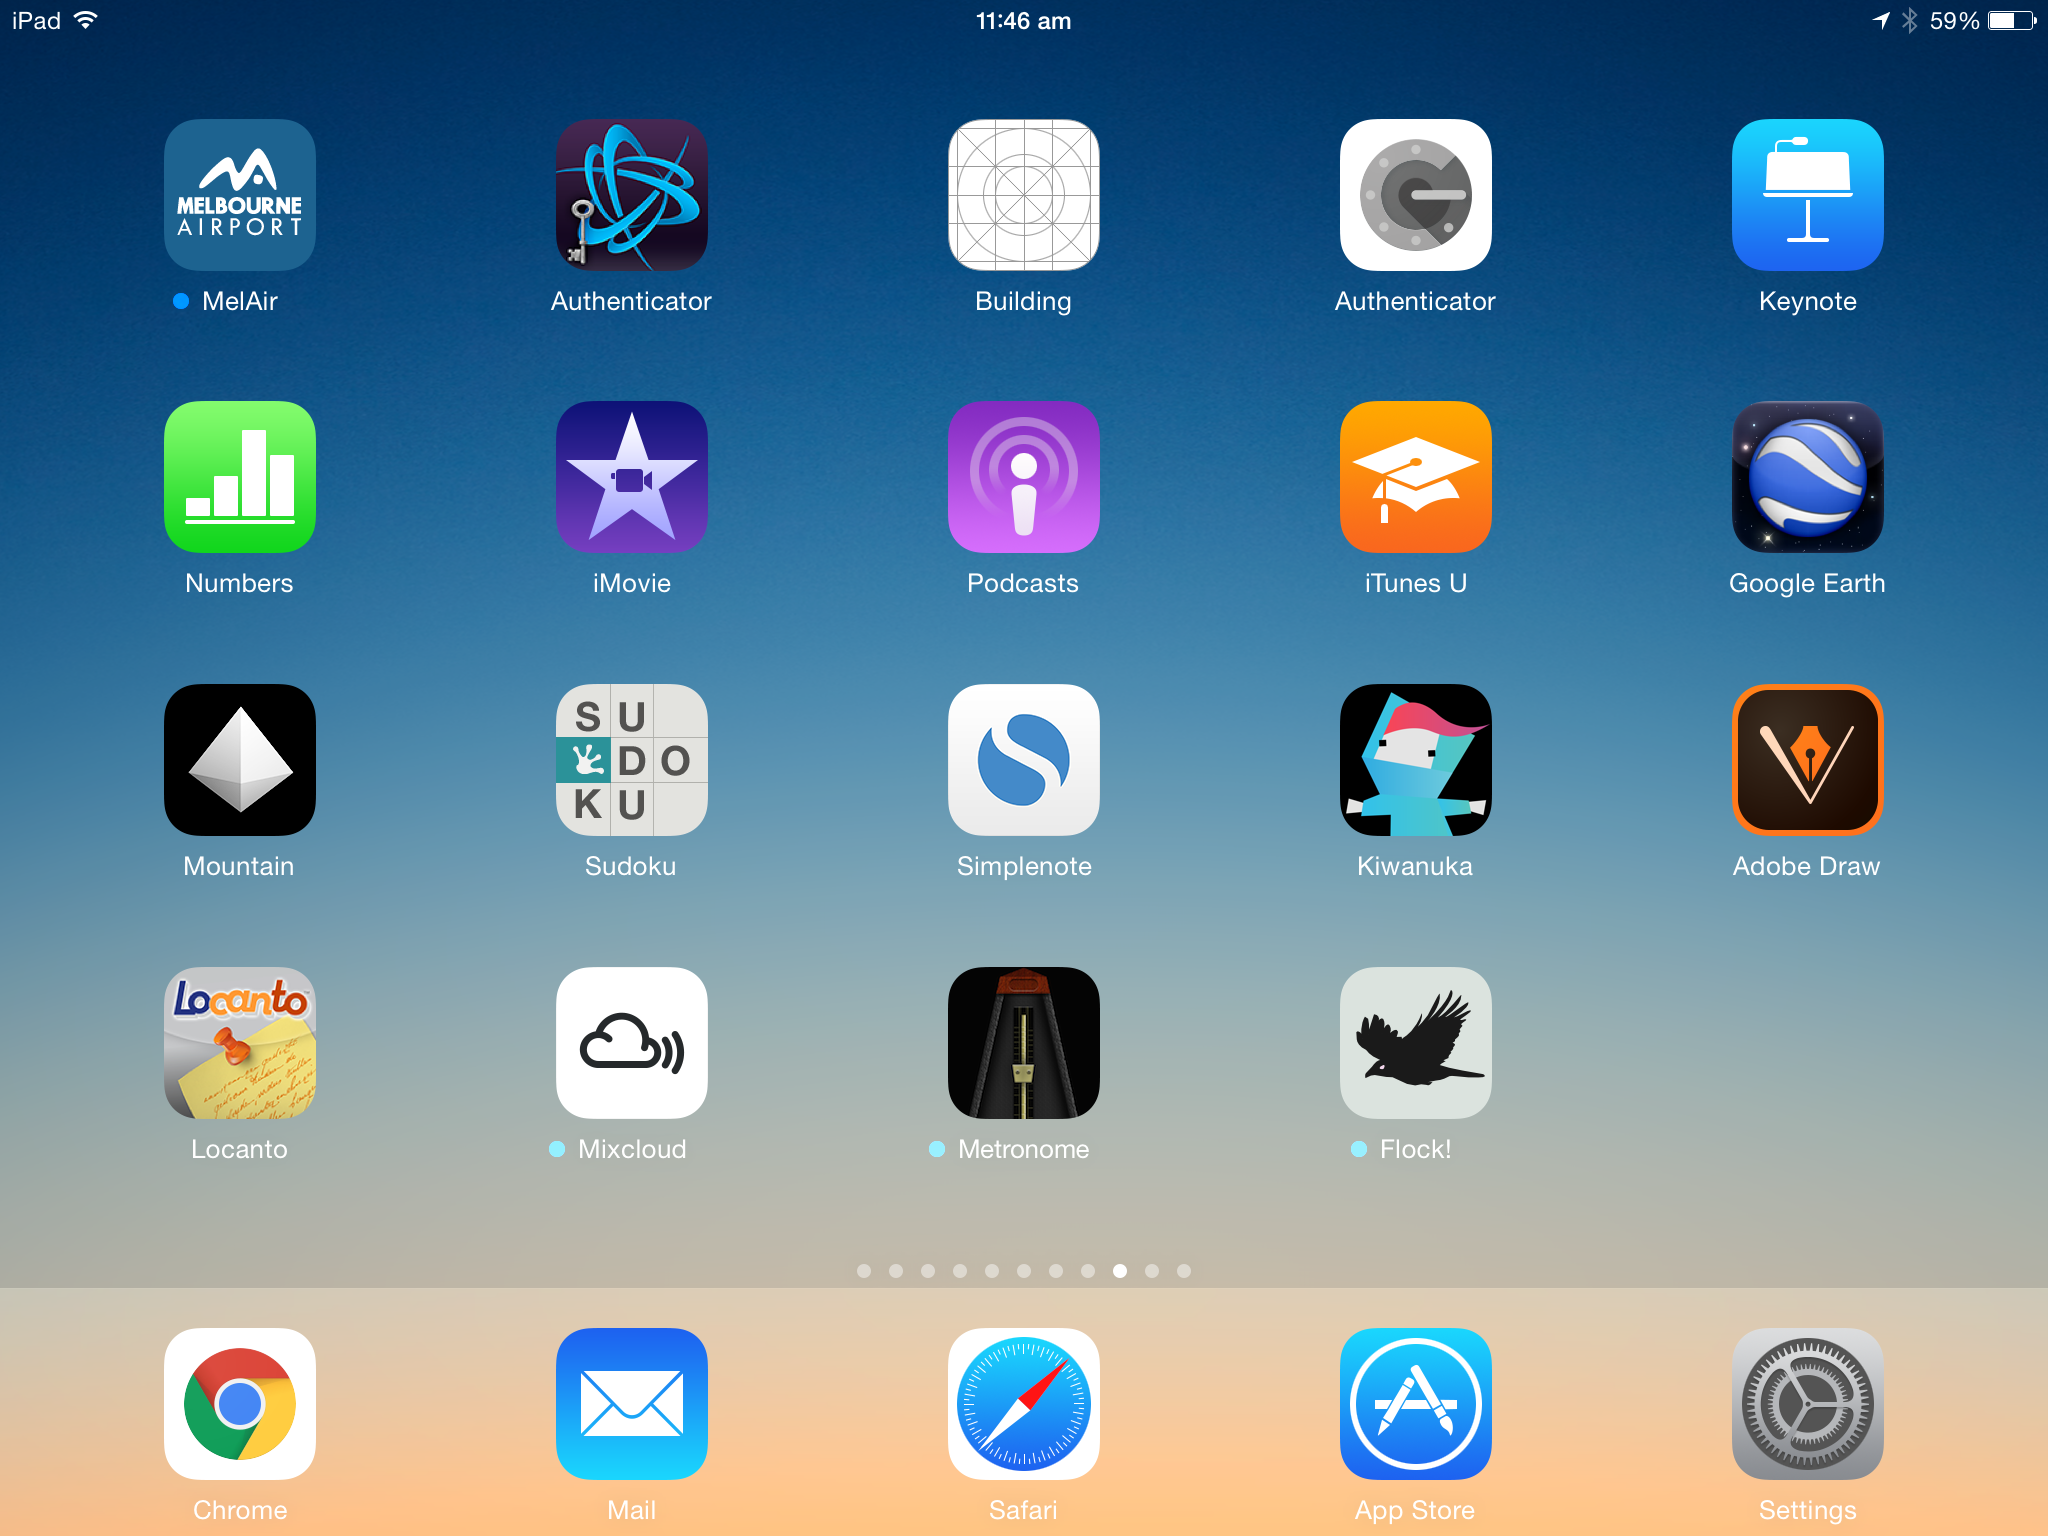 iPad
11:46 am
59%
MELBOURNE
AIRPORT
MelAir
Authenticator
Building
Authenticator
Keynote
Numbers
iMovie
Podcasts
iTunes U
Google Earth
S U
D O
K U
Mountain
Sudoku
Simplenote
Kiwanuka
Adobe Draw
Locanto
Locanto
Mixcloud
Metronome
Flock!
Chrome
Mail
Safari
App Store
Settings